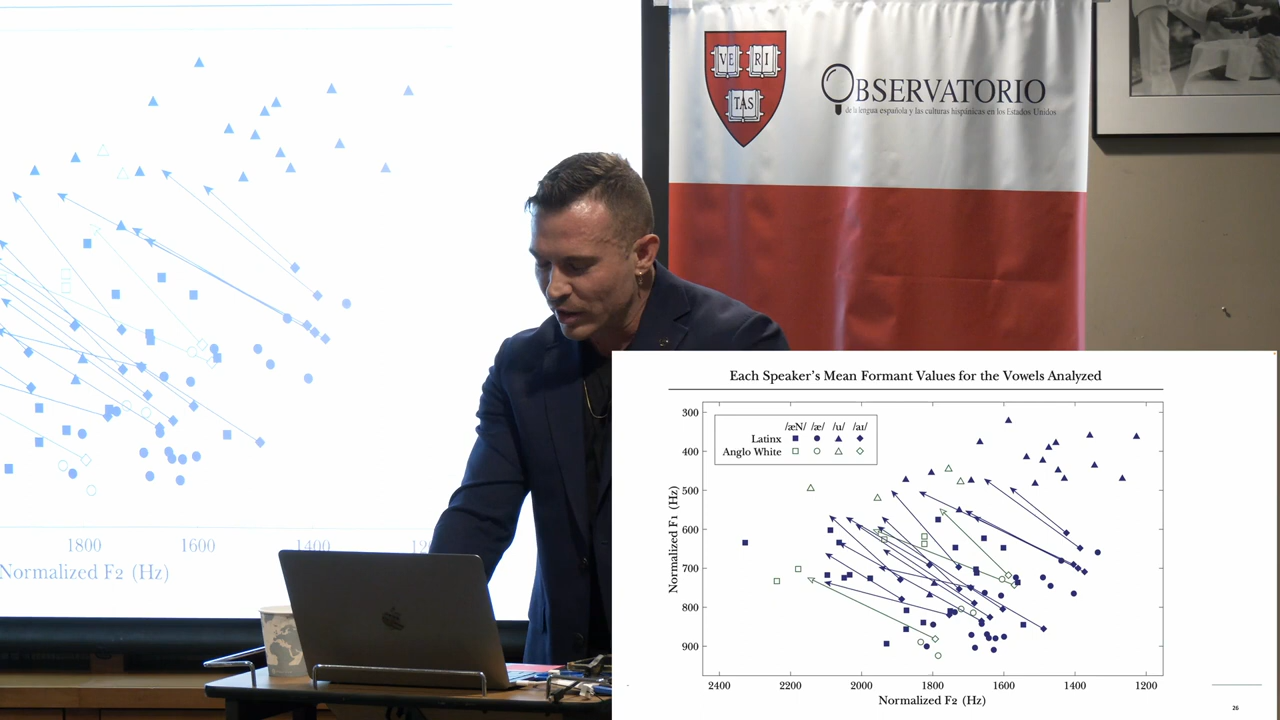 VE RI
TAS
OBSERVATORIO
de la lengua española y las culturas hispánicas en los Estados Unidos
1800 1600 1400
Normalized F2 (Hz)
Each Speaker's Mean Formant Values for the Vowels Analyzed
/æN/ /æ/ /u/ /aɪ/
Latinx
Anglo White
300
400
500
600
700
800
900
Normalized F1 (Hz)
2400 2200 2000 1800 1600 1400 1200
Normalized F2 (Hz)
26